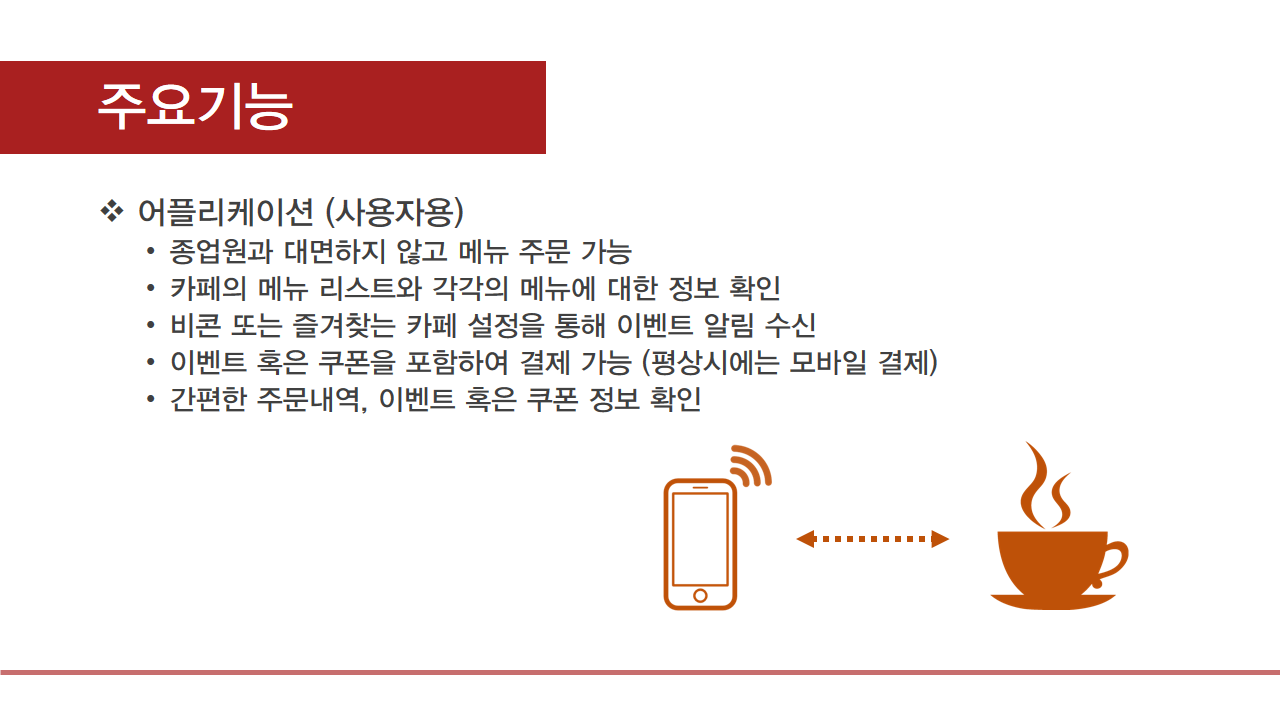 주요기능
❖ 어플리케이션 (사용자용)
• 종업원과 대면하지 않고 메뉴 주문 가능
• 카페의 메뉴 리스트와 각각의 메뉴에 대한 정보 확인
• 비콘 또는 즐겨찾는 카페 설정을 통해 이벤트 알림 수신
• 이벤트 혹은 쿠폰을 포함하여 결제 가능 (평상시에는 모바일 결제)
• 간편한 주문내역, 이벤트 혹은 쿠폰 정보 확인